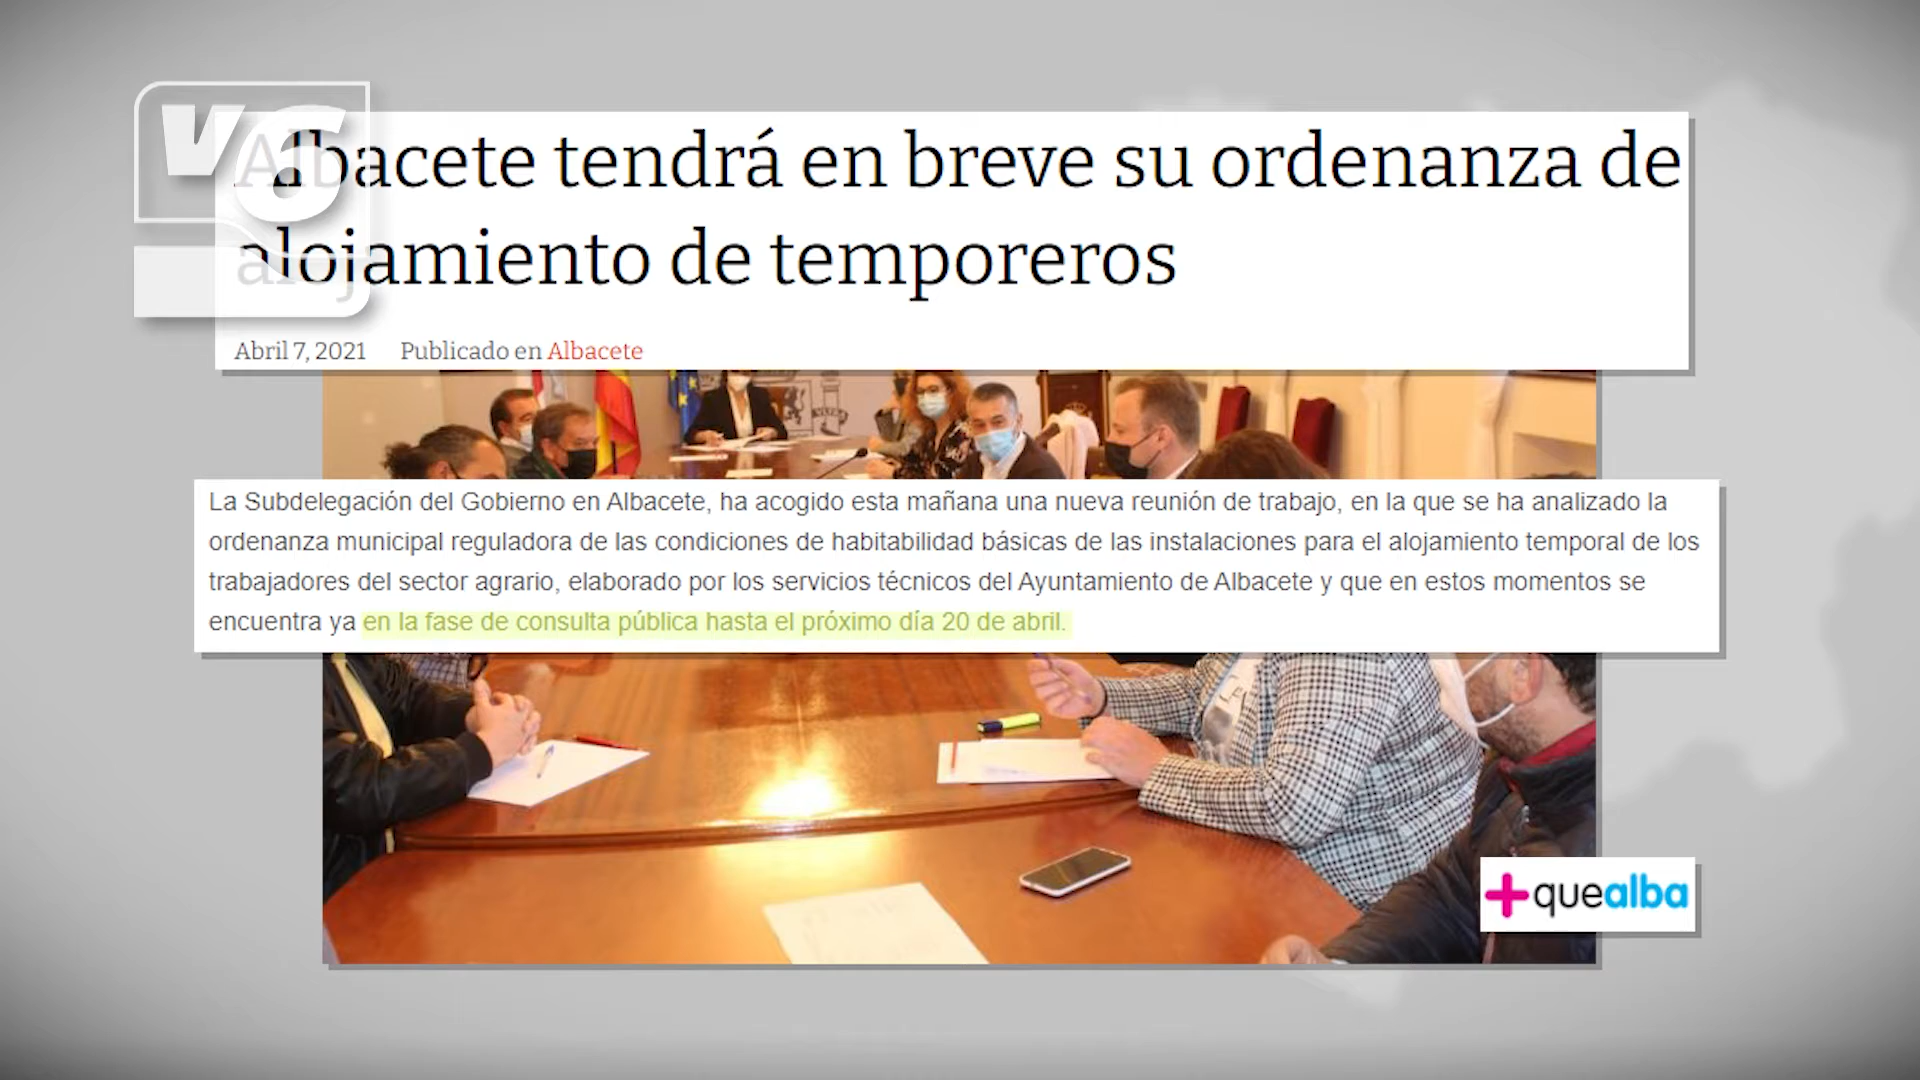 V6
Albacete tendrá en breve su ordenanza de
alojamiento de temporeros
Abril 7, 2021 Publicado en Albacete
La Subdelegación del Gobierno en Albacete, ha acogido esta mañana una nueva reunión de trabajo, en la que se ha analizado la
ordenanza municipal reguladora de las condiciones de habitabilidad básicas de las instalaciones para el alojamiento temporal de los
trabajadores del sector agrario, elaborado por los servicios técnicos del Ayuntamiento de Albacete y que en estos momentos se
encuentra ya en la fase de consulta pública hasta el próximo día 20 de abril.
+quealba